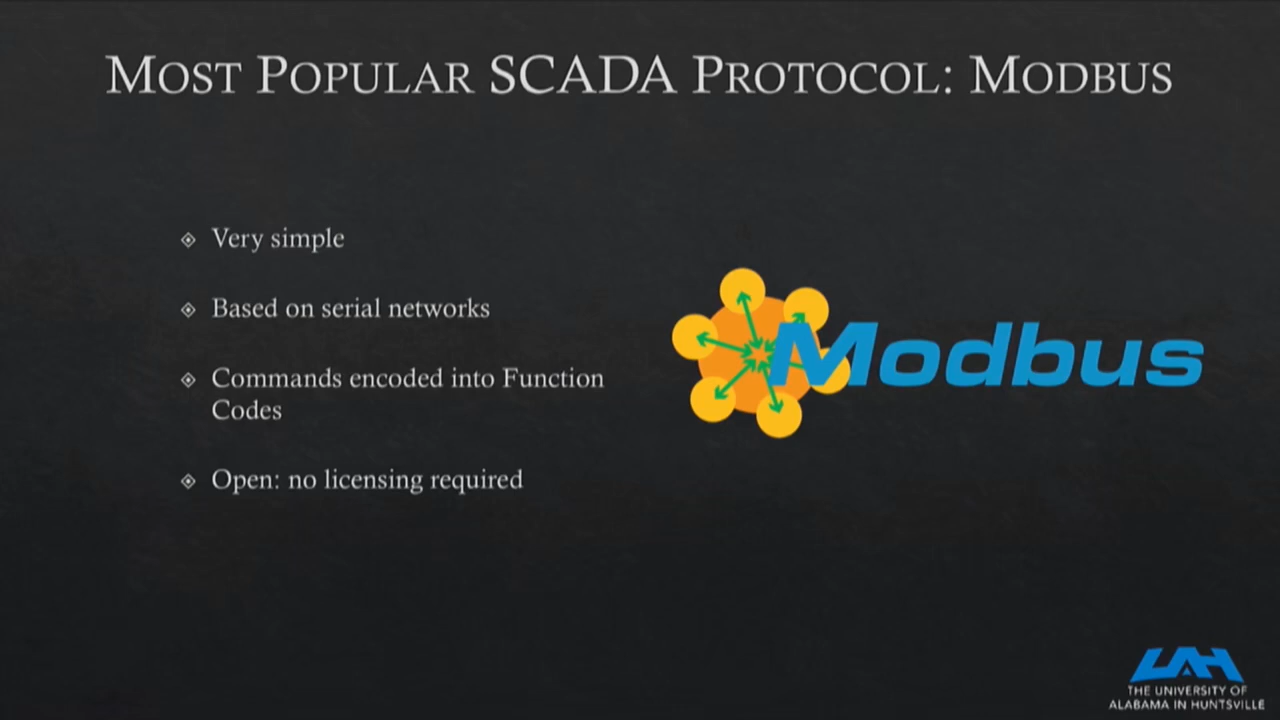 MOST POPULAR SCADA PROTOCOL: MODBUS
Very simple
Based on serial networks
Commands encoded into Function
Codes
Open: no licensing required
Modbus
UAH
THE UNIVERSITY OF
ALABAMA IN HUNTSVILLE